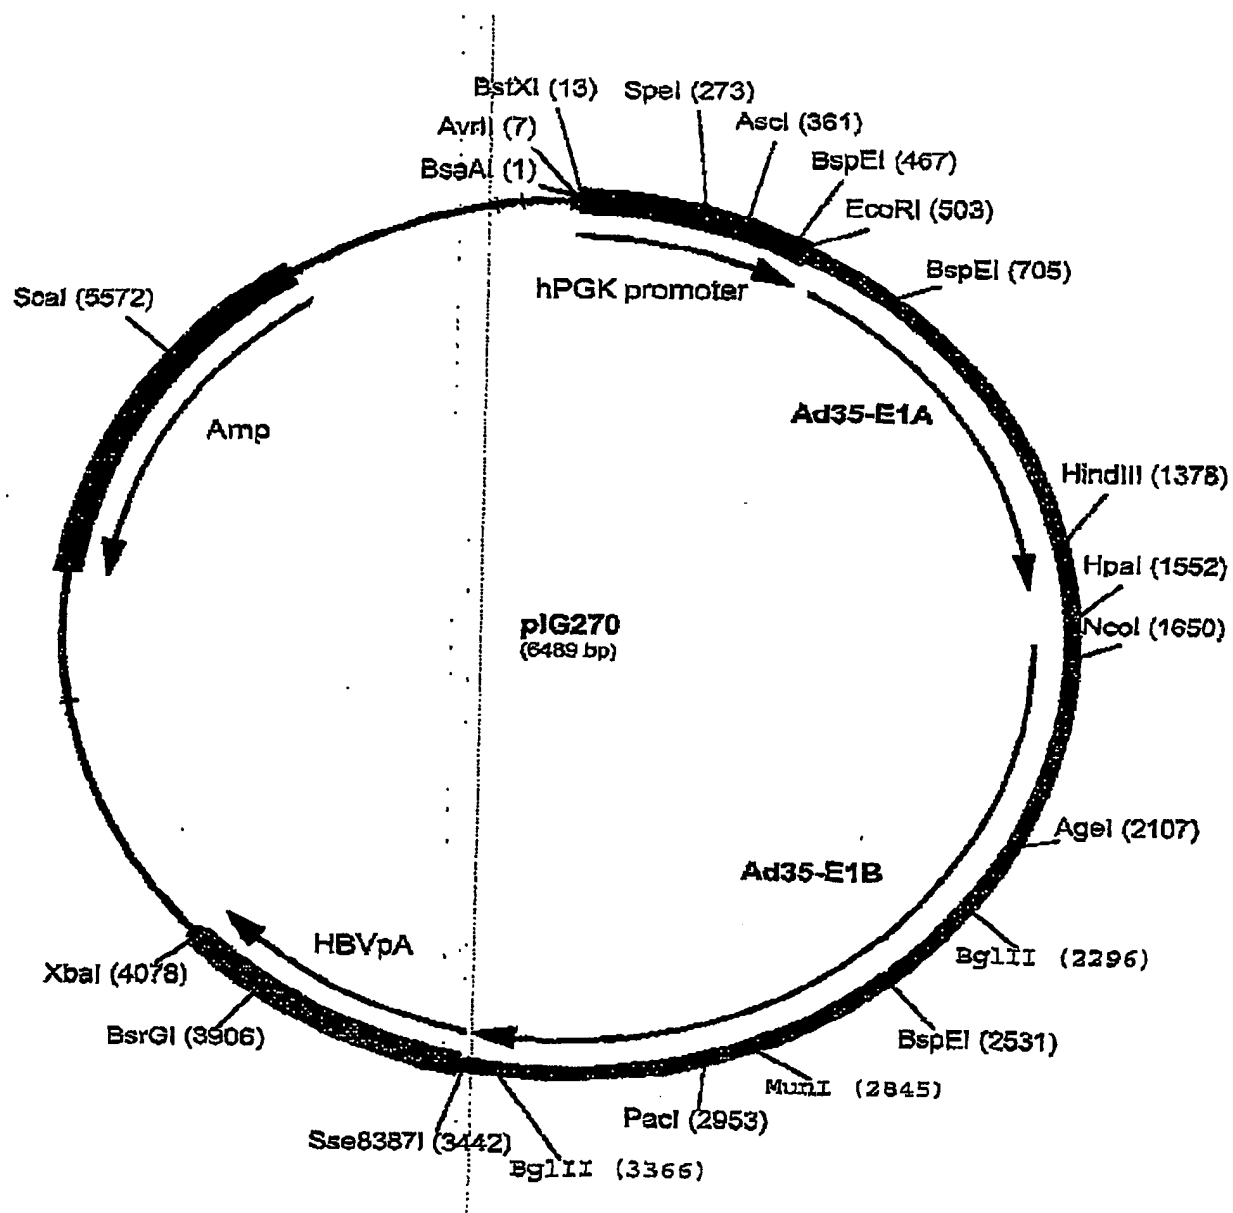 BstXI (13)
SpeI (273)
AvrII (7)
AscI (361)
BsaAI (1)
BspEI (467)
EcoRI (503)
BspEI (705)
hPGK promoter
ScaI (5572)
Ad35-E1A
Amp
HindIII (1378)
HpaI (1552)
pIG270
NcoI (1650)
(6489 bp)
AgeI (2107)
Ad35-E1B
HBVpA
BglII (2296)
XbaI (4078)
BsrGI (3906)
BspEI (2531)
MunI (2845)
PacI (2953)
Sse8387I (3442)
BglII (3366)